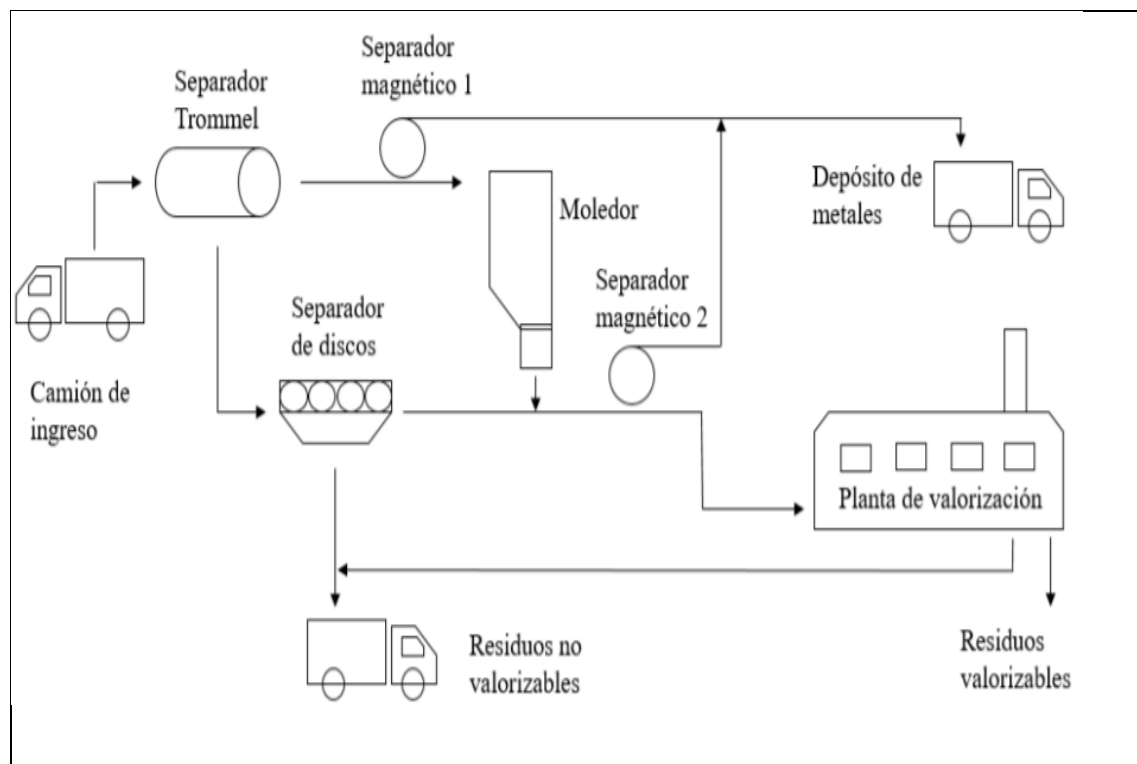 Separador
magnético 1
Separador
Trommel
Depósito de
metales
Moledor
Separador
magnético 2
Separador
de discos
Camión de
ingreso
Planta de valorización
Residuos no
valorizables
Residuos
valorizables